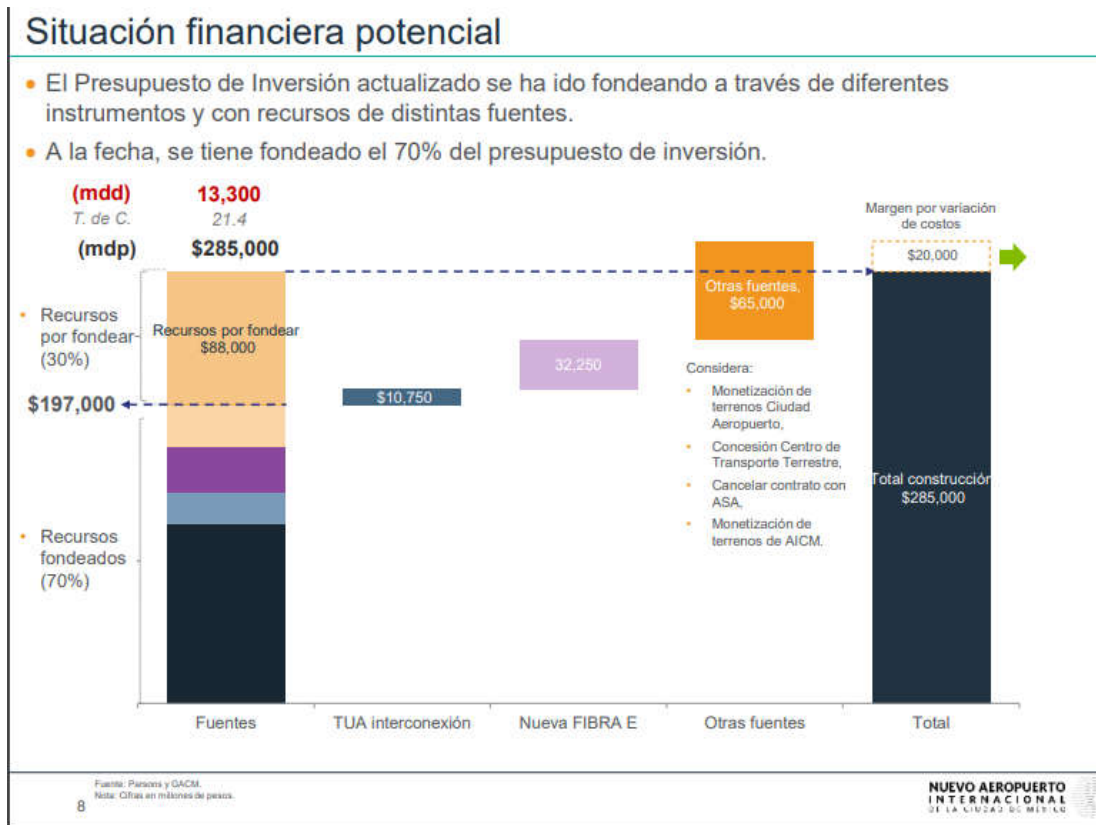 Situación financiera potencial
• El Presupuesto de Inversión actualizado se ha ido fondeando a través de diferentes
instrumentos y con recursos de distintas fuentes.
• A la fecha, se tiene fondeado el 70% del presupuesto de inversión.
(mdd) 13,300
T. de C. 21.4
(mdp) $285,000
Margen por variación
de costos
$20,000
Otras fuentes,
$65,000
• Recursos
por fondear
(30%)
Recursos por fondear
$88,000
32,250
$197,000
$10,750
Considera:
• Monetización de
terrenos Ciudad
Aeropuerto,
• Concesión Centro de
Transporte Terrestre,
• Cancelar contrato con
ASA,
• Monetización de
terrenos de AICM.
Total construcción
$285,000
• Recursos
fondeados
(70%)
Fuentes
TUA interconexión
Nueva FIBRA E
Otras fuentes
Total
Fuente: Parsons y GACM.
Nota: Cifras en millones de pesos.
8
NUEVO AEROPUERTO
INTERNACIONAL
DE LA CIUDAD DE MÉXICO